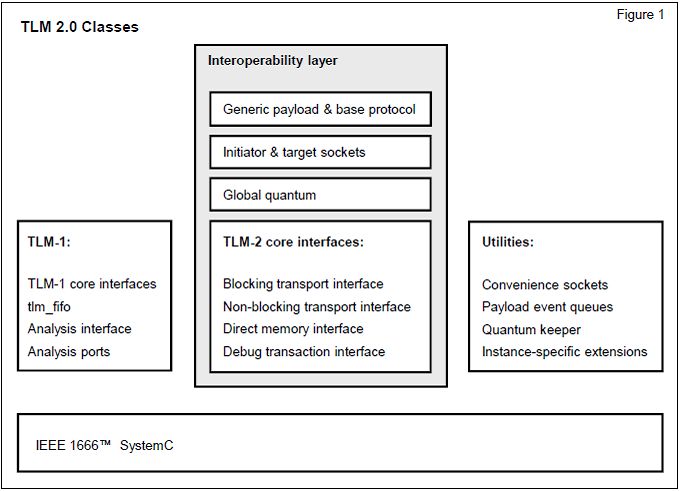 Figure 1
TLM 2.0 Classes
Interoperability layer
Generic payload & base protocol
Initiator & target sockets
Global quantum
TLM-1:
TLM-1 core interfaces
tlm_fifo
Analysis interface
Analysis ports
TLM-2 core interfaces:
Blocking transport interface
Non-blocking transport interface
Direct memory interface
Debug transaction interface
Utilities:
Convenience sockets
Payload event queues
Quantum keeper
Instance-specific extensions
IEEE 1666™ SystemC